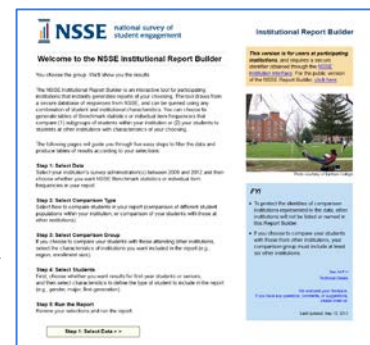 NSSE national survey of
student engagement
Institutional Report Builder
Welcome to the NSSE Institutional Report Builder
You choose the group. We'll show you the results.
The NSSE Institutional Report Builder is an interactive tool for participating
institutions that instantly generates reports of your choosing. The tool draws from
a secure database of responses from NSSE, and can be queried using any
combination of student and institutional characteristics. You can choose to
generate tables of Benchmark statistics or individual item frequencies that
compare (1) subgroups of students within your institution or (2) your students to
students at other institutions with characteristics of your choosing.
The following pages will guide you through five easy steps to filter the data and
produce tables of results according to your selections.
Step 1: Select Data
Select your institution's survey administration(s) between 2009 and 2012 and then
choose whether you want NSSE Benchmark statistics or individual item
frequencies in your report.
Step 2: Select Comparison Type
Select how to compare students in your report (comparison of different student
populations within your institution, or comparison of your students with those at
other institutions).
Step 3: Select Comparison Group
If you choose to compare your students with those attending other institutions,
select the characteristics of institutions you want included in the report (e.g.,
region, enrollment size).
Step 4: Select Students
First, choose whether you want results for first-year students or seniors,
and then select characteristics to define the type of student to include in the report
(e.g., gender, major, first-generation).
Step 5: Run the Report
Review your selections and run the report.
Step 1: Select Data > >
This version is for users at participating
institutions, and requires a secure
identifier obtained through the NSSE
Institution Interface. For the public version
of the NSSE Report Builder, click here.
Photo courtesy of Earlham College
FYI
• To protect the identities of comparison
institutions represented in the data, other
institutions will not be listed or named in
this Report Builder.
• If you choose to compare your students
with those from other institutions, your
comparison group must include at least
six other institutions.